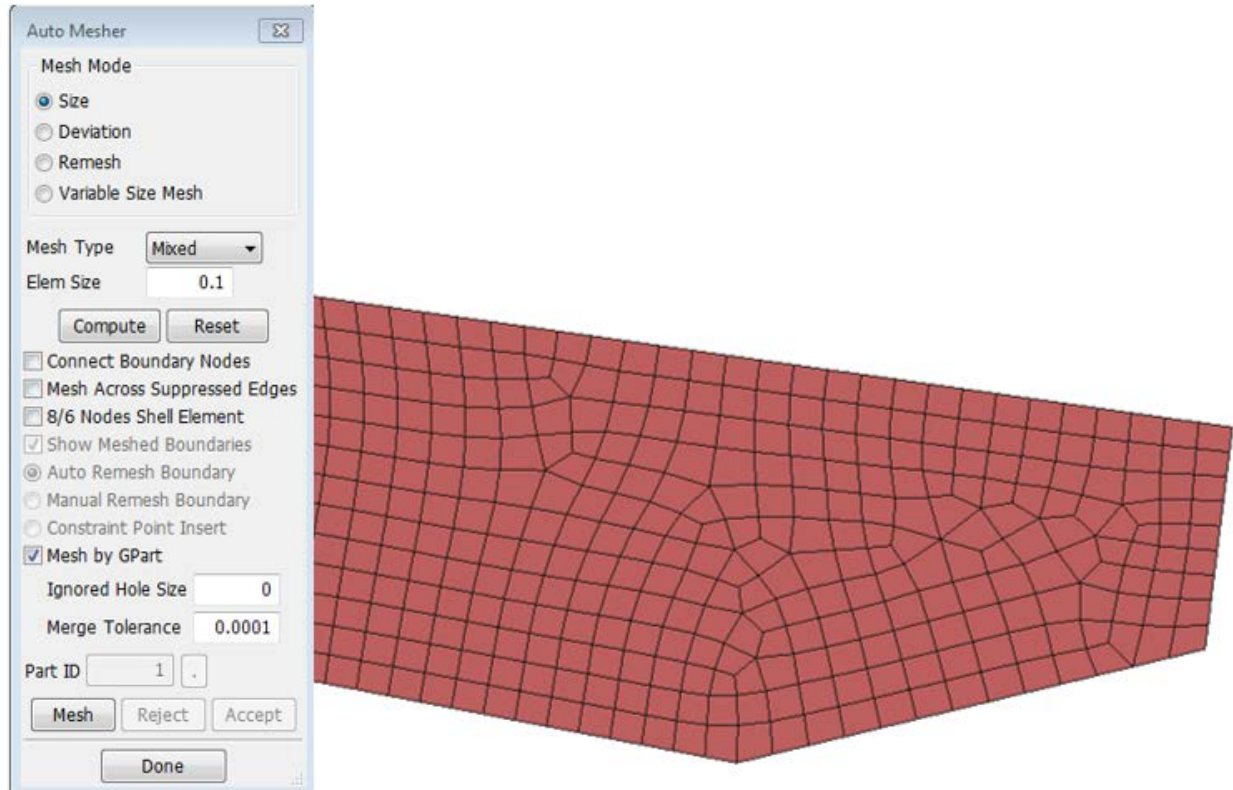 Auto Mesher
Mesh Mode
Size
Deviation
Remesh
Variable Size Mesh
Mesh Type Mixed
Elem Size 0.1
Compute Reset
Connect Boundary Nodes
Mesh Across Suppressed Edges
8/6 Nodes Shell Element
Show Meshed Boundaries
Auto Remesh Boundary
Manual Remesh Boundary
Constraint Point Insert
Mesh by GPart
Ignored Hole Size 0
Merge Tolerance 0.0001
Part ID 1 .
Mesh Reject Accept
Done